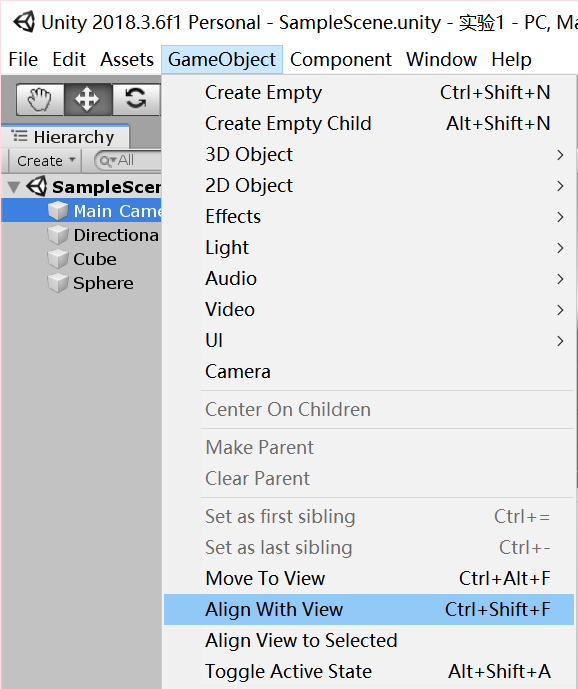 Unity 2018.3.6f1 Personal - SampleScene.unity - 实验1 - PC, Ma
File Edit Assets GameObject Component Window Help
Hierarchy
Create All
SampleScen
Main Came
Directiona
Cube
Sphere
Create Empty Ctrl+Shift+N
Create Empty Child Alt+Shift+N
3D Object
2D Object
Effects
Light
Audio
Video
UI
Camera
Center On Children
Make Parent
Clear Parent
Set as first sibling Ctrl+=
Set as last sibling Ctrl+-
Move To View Ctrl+Alt+F
Align With View Ctrl+Shift+F
Align View to Selected
Toggle Active State Alt+Shift+A